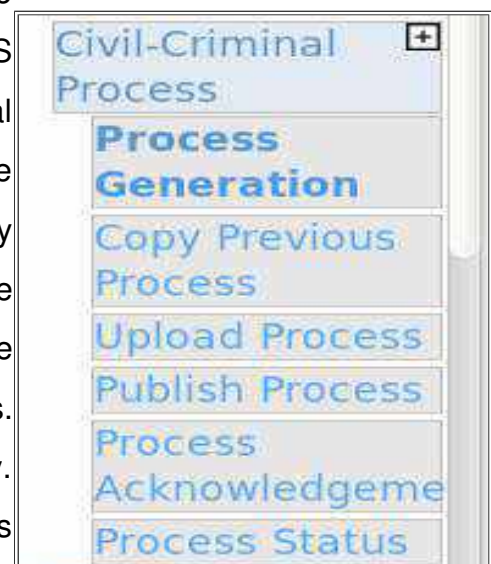 Civil-Criminal
Process
Process
Generation
Copy Previous
Process
Upload Process
Publish Process
Process
Acknowledgeme
Process Status